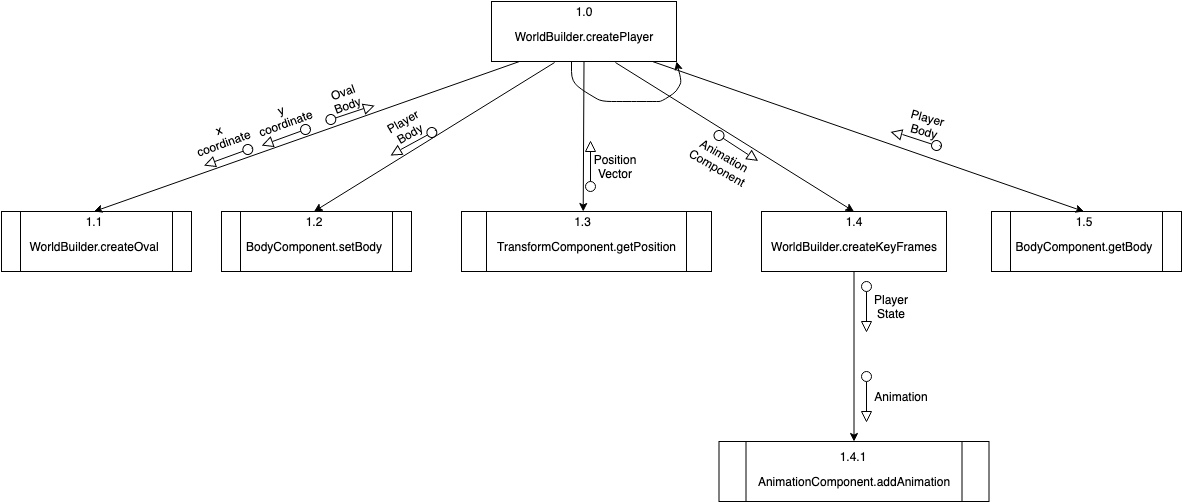 1.0
WorldBuilder.createPlayer
x
coordinate
y
coordinate
Oval
Body
Player
Body
Position
Vector
Animation
Component
Player
Body
1.1
WorldBuilder.createOval
1.2
BodyComponent.setBody
1.3
TransformComponent.getPosition
1.4
WorldBuilder.createKeyFrames
1.5
BodyComponent.getBody
Player
State
Animation
1.4.1
AnimationComponent.addAnimation